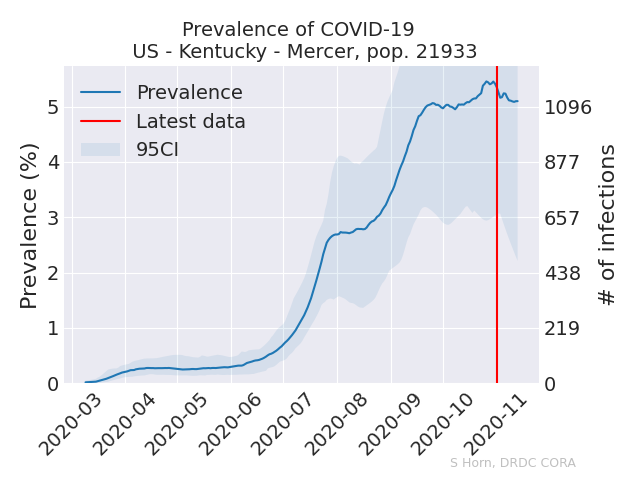 Prevalence of COVID-19
US - Kentucky - Mercer, pop. 21933
Prevalence
Latest data
95CI
Prevalence (%)
5
4
3
2
1
0
1096
877
657
438
219
0
# of infections
2020-03
2020-04
2020-05
2020-06
2020-07
2020-08
2020-09
2020-10
2020-11
S Horn, DRDC CORA